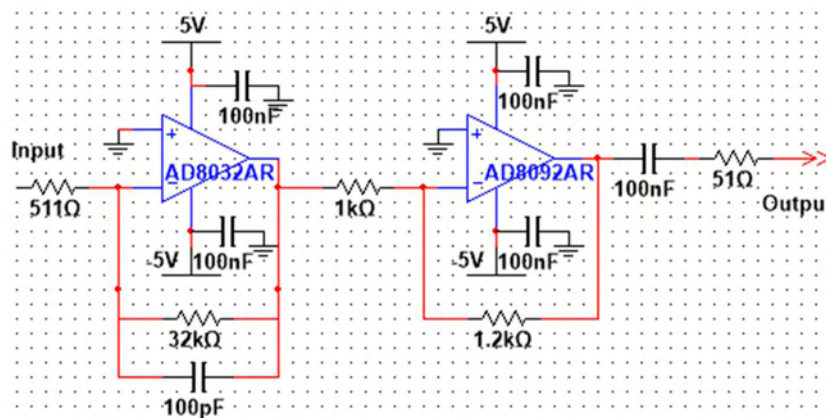 5V
5V
100nF
100nF
+
+
Input
AD8032AR
AD8092AR
-
-
511Ω
1kΩ
100nF
51Ω
Outpu
-5V
100nF
-5V
100nF
32kΩ
1.2kΩ
100pF